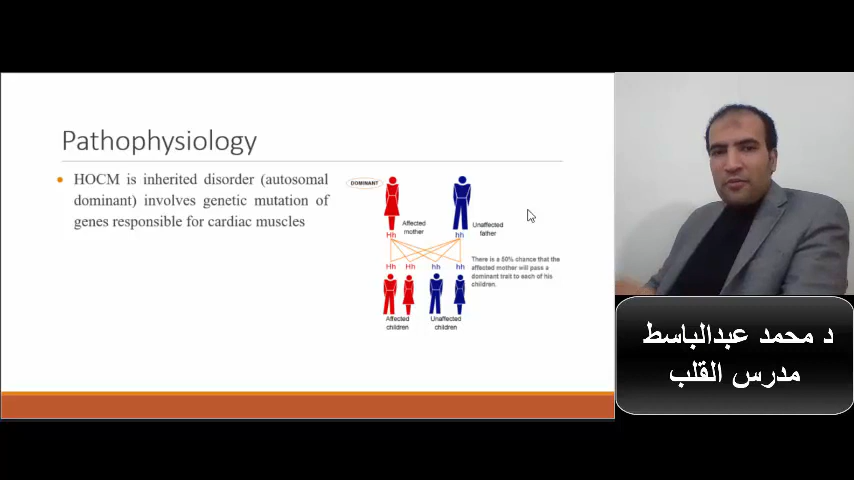 Pathophysiology
HOCM is inherited disorder (autosomal
dominant) involves genetic mutation of
genes responsible for cardiac muscles
DOMINANT
Affected
mother
Unaffected
father
Hh
hh
There is a 50% chance that the
affected mother will pass a
dominant trait to each of his
children.
Hh Hh hh hh
Affected
children
Unaffected
children
د محمد عبدالباسط
مدرس القلب